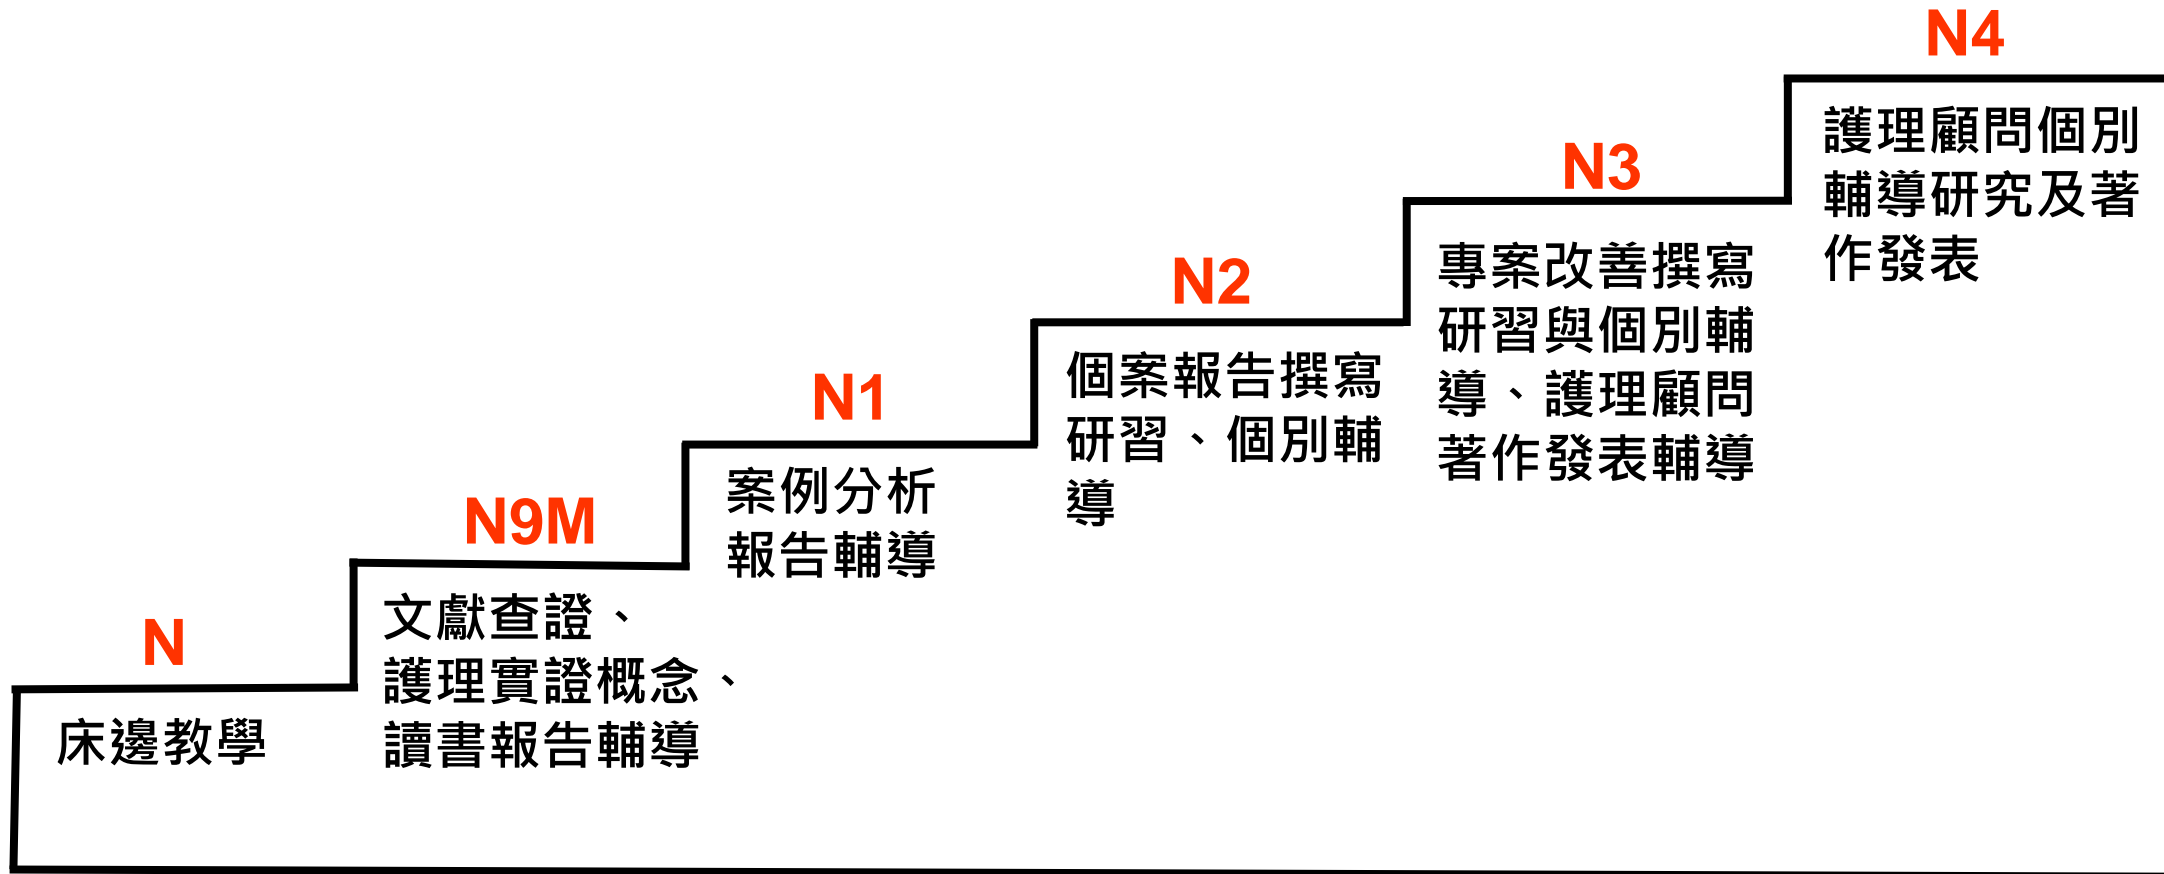 N
床邊教學
N9M
文獻查證、
護理實證概念、
讀書報告輔導
N1
案例分析
報告輔導
N2
個案報告撰寫
研習、個別輔
導
N3
專案改善撰寫
研習與個別輔
導、護理顧問
著作發表輔導
N4
護理顧問個別
輔導研究及著
作發表